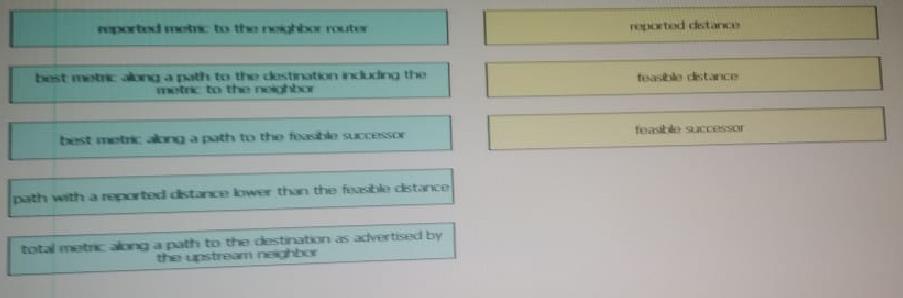 reported metric to the neighbor router
best metric along a path to the destination including the
metric to the neighbor
best metric along a path to the feasible successor
path with a reported distance lower than the feasible distance
total metric along a path to the destination as advertised by
the upstream neighbor
reported distance
feasible distance
feasible successor